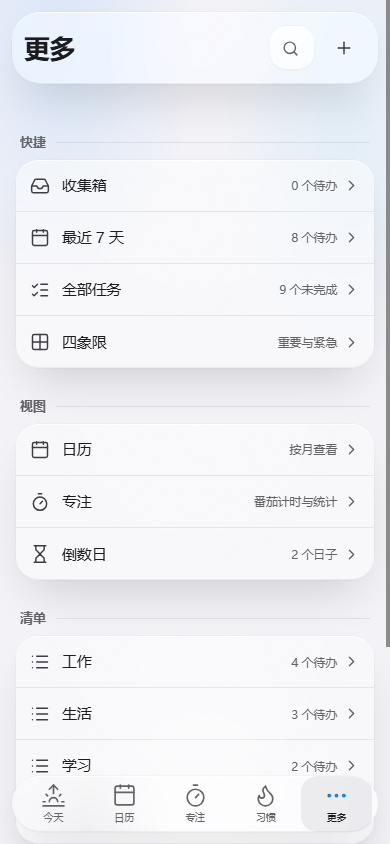 更多
快捷
收集箱 0 个待办
最近 7 天 8 个待办
全部任务 9 个未完成
四象限 重要与紧急
视图
日历 按月查看
专注 番茄计时与统计
倒数日 2 个日子
清单
工作 4 个待办
生活 3 个待办
学习 2 个待办
今天 日历 专注 习惯 更多